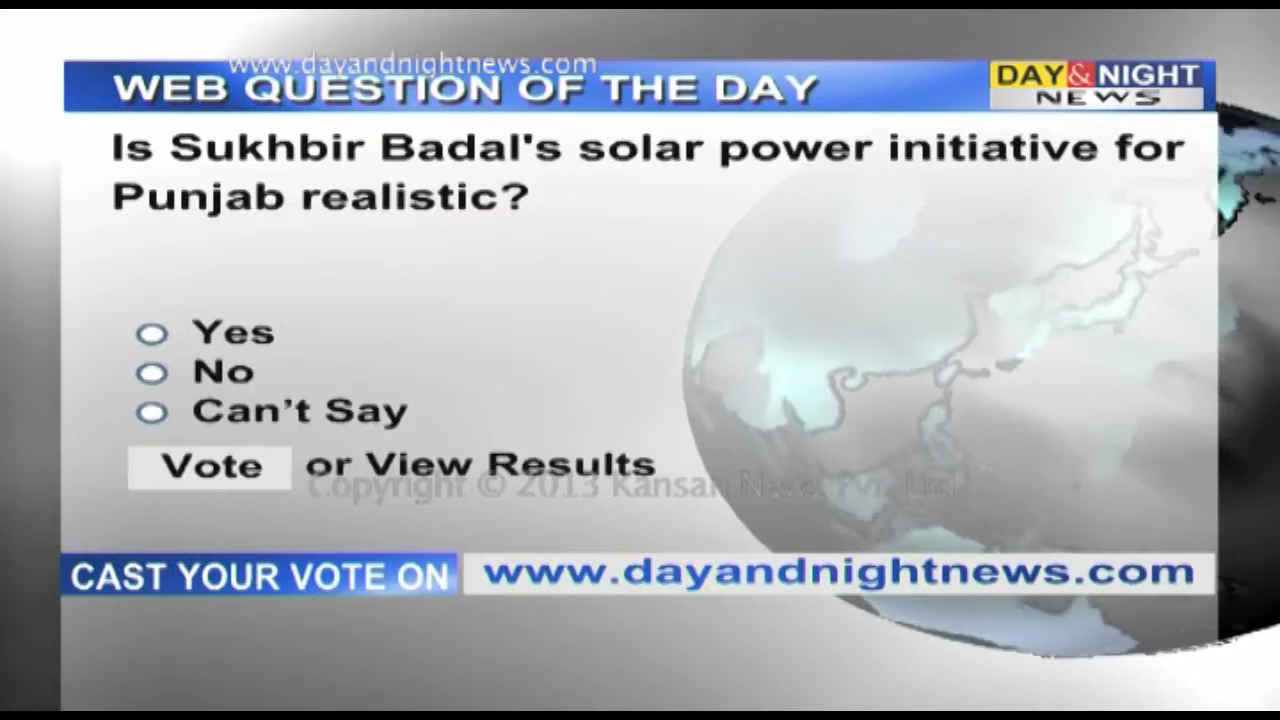 www.dayandnightnews.com
WEB QUESTION OF THE DAY
DAY&NIGHT
NEWS
Is Sukhbir Badal's solar power initiative for
Punjab realistic?
Yes
No
Can't Say
Vote or View Results
Copyright © 2013 Kansan News Pvt. Ltd
CAST YOUR VOTE ON www.dayandnightnews.com